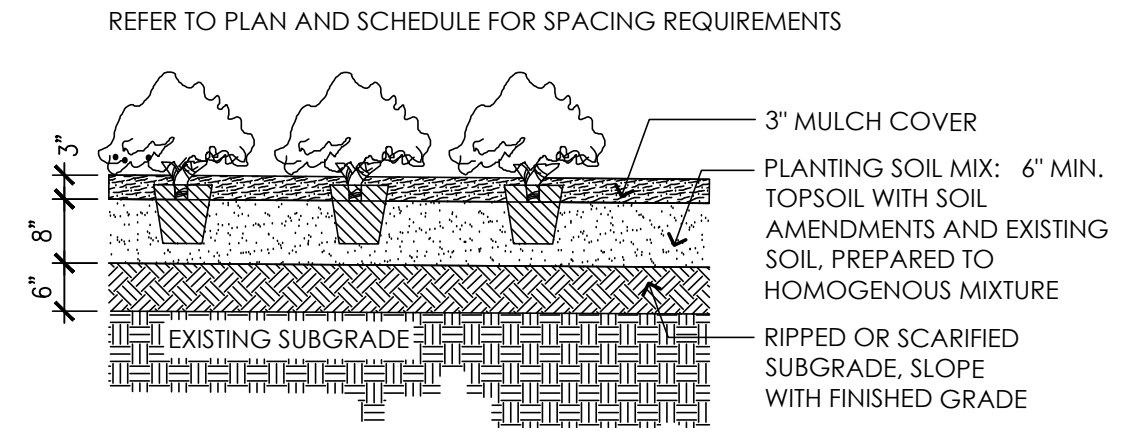 REFER TO PLAN AND SCHEDULE FOR SPACING REQUIREMENTS
3"
8"
6"
3" MULCH COVER
PLANTING SOIL MIX: 6" MIN.
TOPSOIL WITH SOIL
AMENDMENTS AND EXISTING
SOIL, PREPARED TO
HOMOGENOUS MIXTURE
EXISTING SUBGRADE
RIPPED OR SCARIFIED
SUBGRADE, SLOPE
WITH FINISHED GRADE